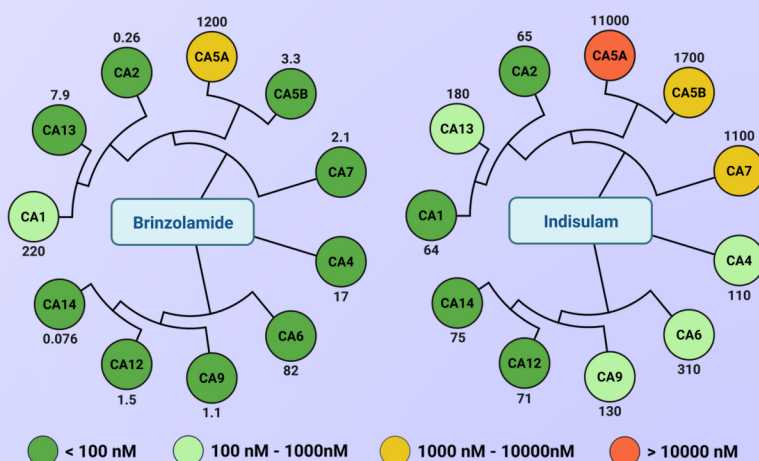 1200
0.26
CA5A
3.3
CA2
CA5B
7.9
CA13
2.1
CA7
CA1
220
Brinzolamide
CA4
17
CA14
0.076
CA6
82
CA12
1.5
CA9
1.1
11000
65
CA5A
1700
CA2
CA5B
180
CA13
1100
CA7
CA1
64
Indisulam
CA4
110
CA14
75
CA6
310
CA12
71
CA9
130
< 100 nM
100 nM - 1000nM
1000 nM - 10000nM
> 10000 nM